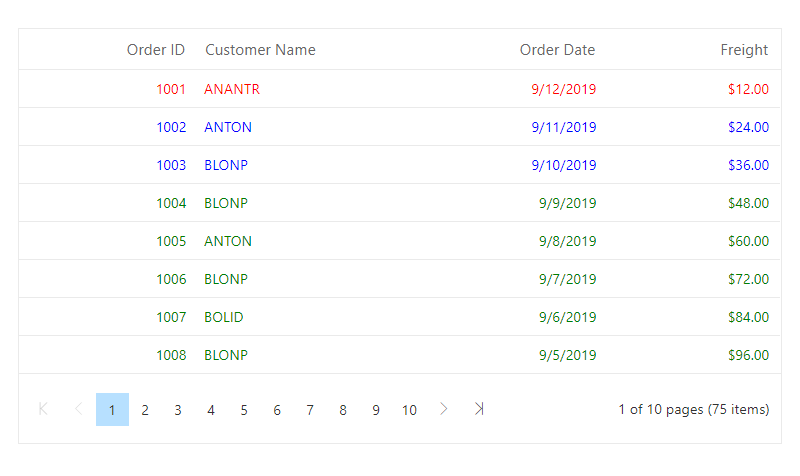 Order ID Customer Name Order Date Freight
1001 ANANTR 9/12/2019 $12.00
1002 ANTON 9/11/2019 $24.00
1003 BLONP 9/10/2019 $36.00
1004 BLONP 9/9/2019 $48.00
1005 ANTON 9/8/2019 $60.00
1006 BLONP 9/7/2019 $72.00
1007 BOLID 9/6/2019 $84.00
1008 BLONP 9/5/2019 $96.00
1 2 3 4 5 6 7 8 9 10 1 of 10 pages (75 items)